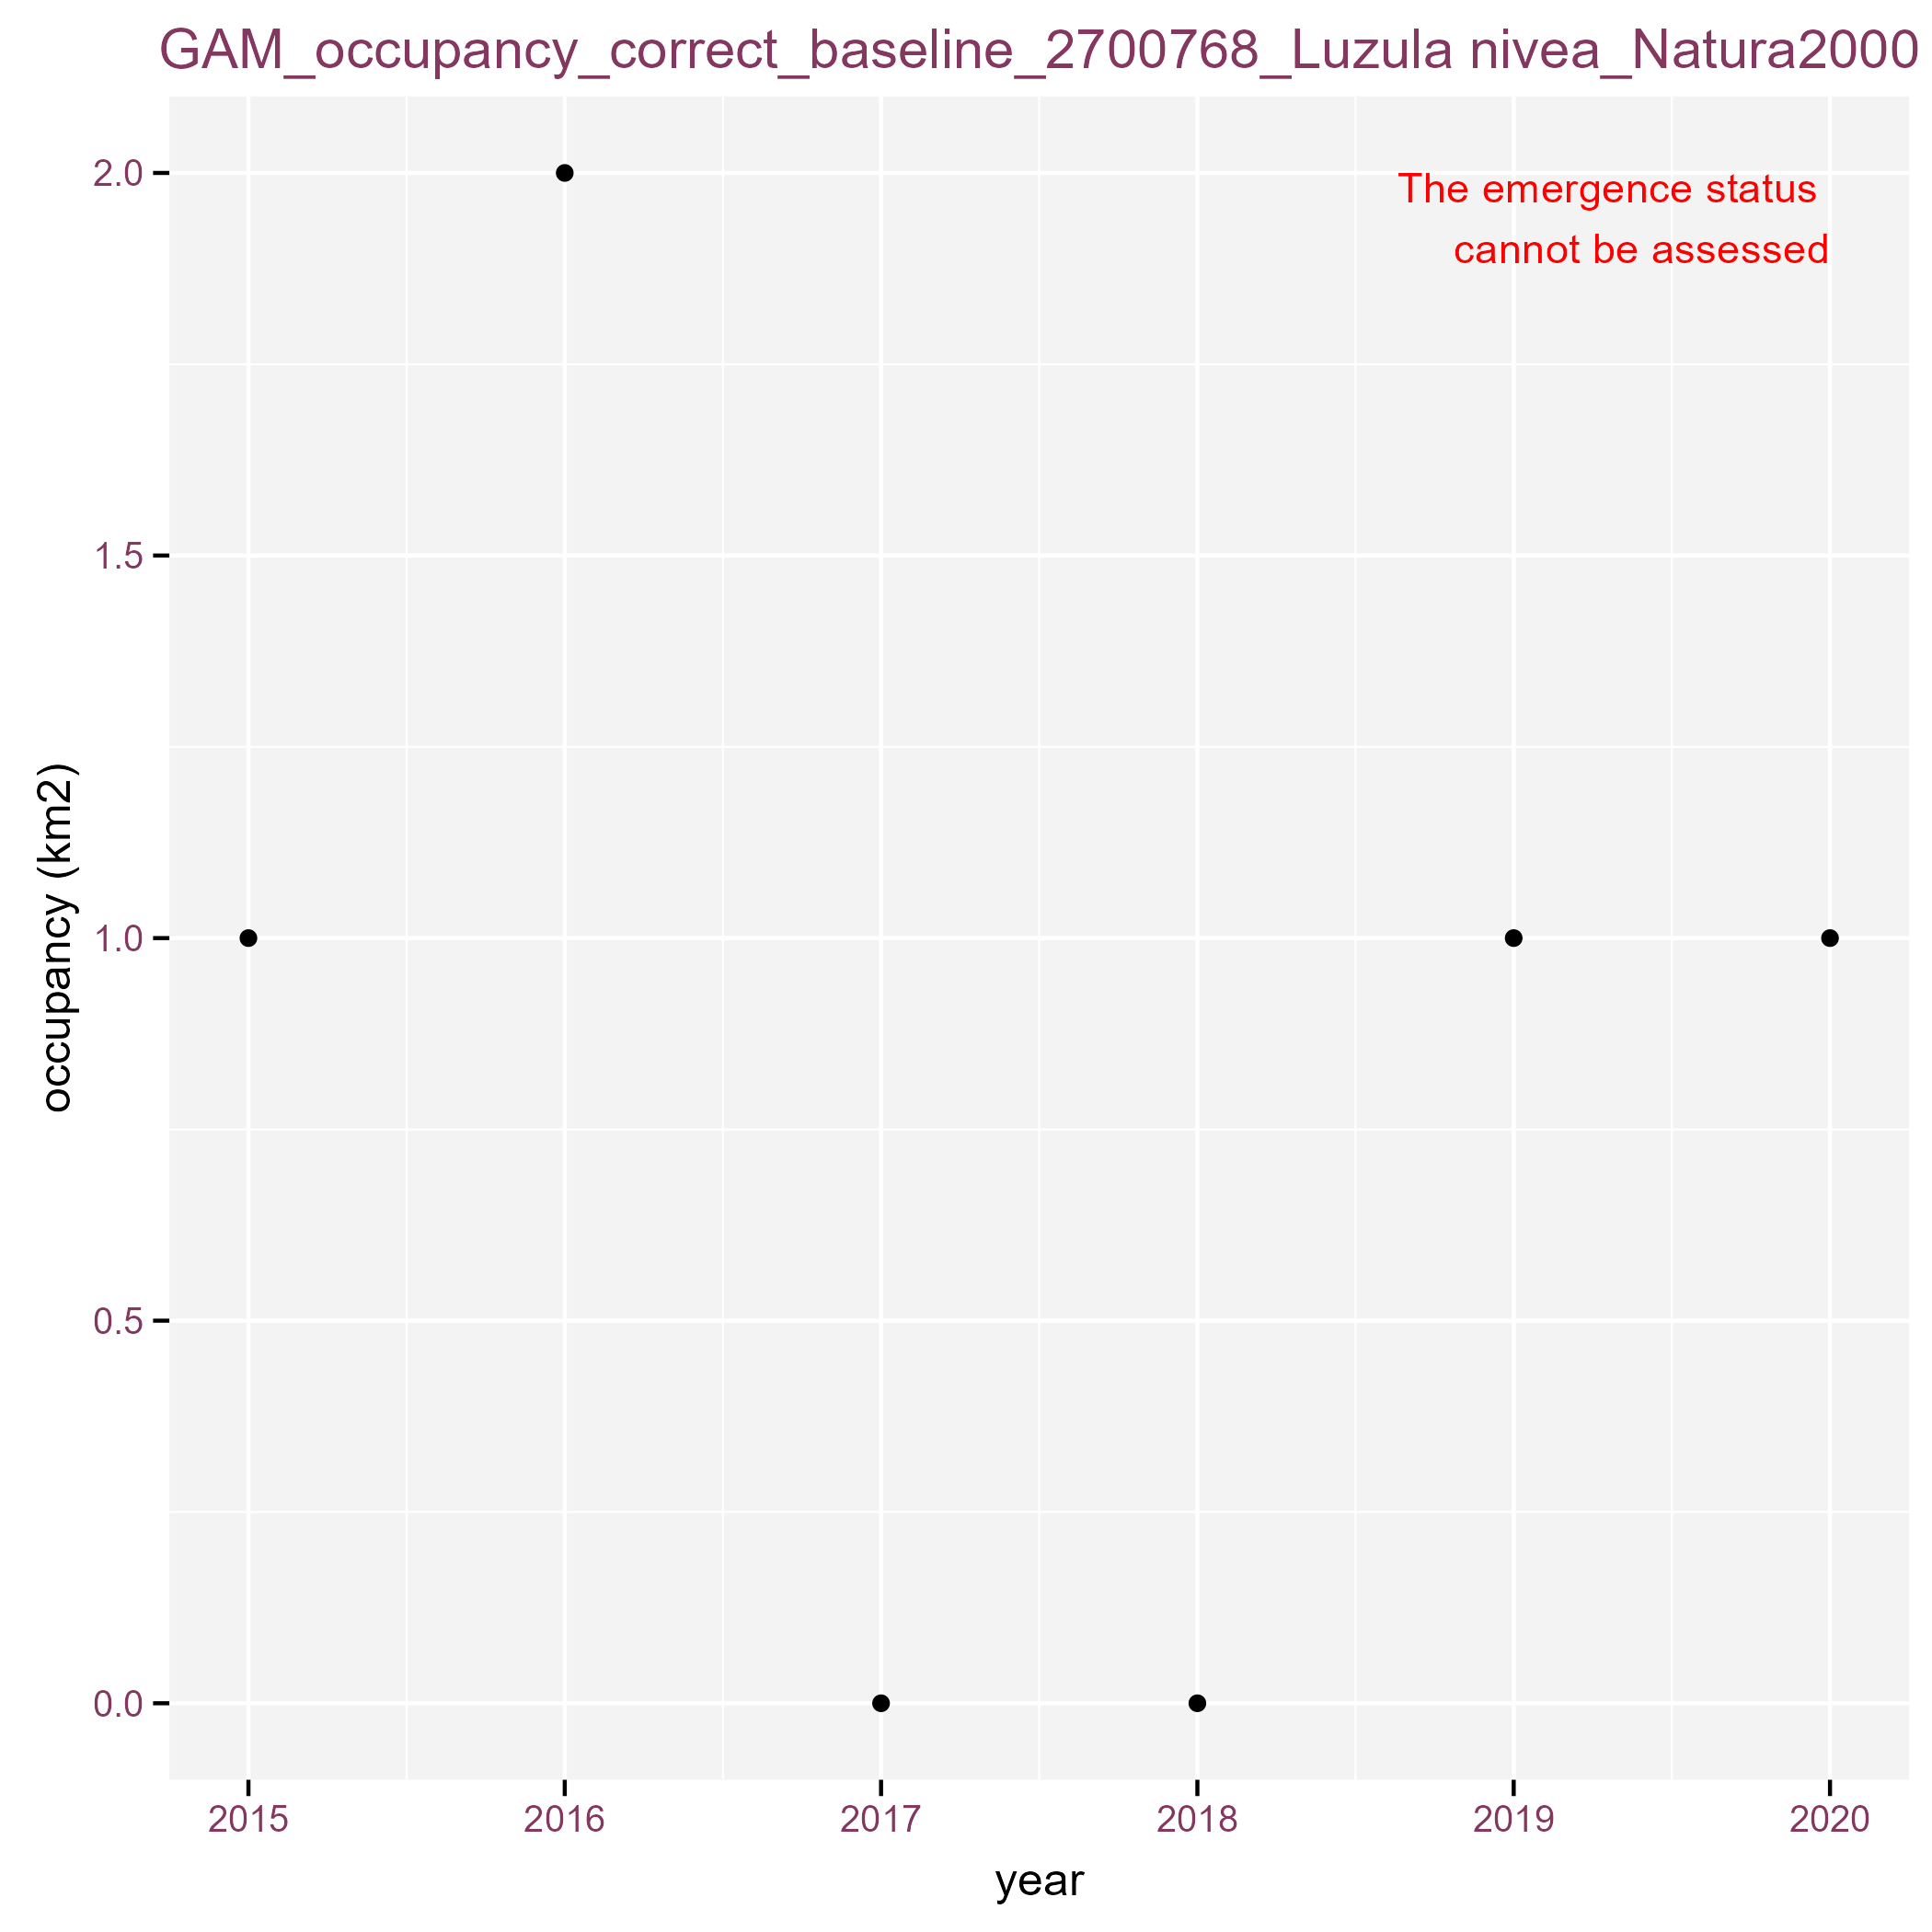 GAM_occupancy_correct_baseline_2700768_Luzula nivea_Natura2000
The emergence status
cannot be assessed
occupancy (km2)
2.0
1.5
1.0
0.5
0.0
2015 2016 2017 2018 2019 2020
year